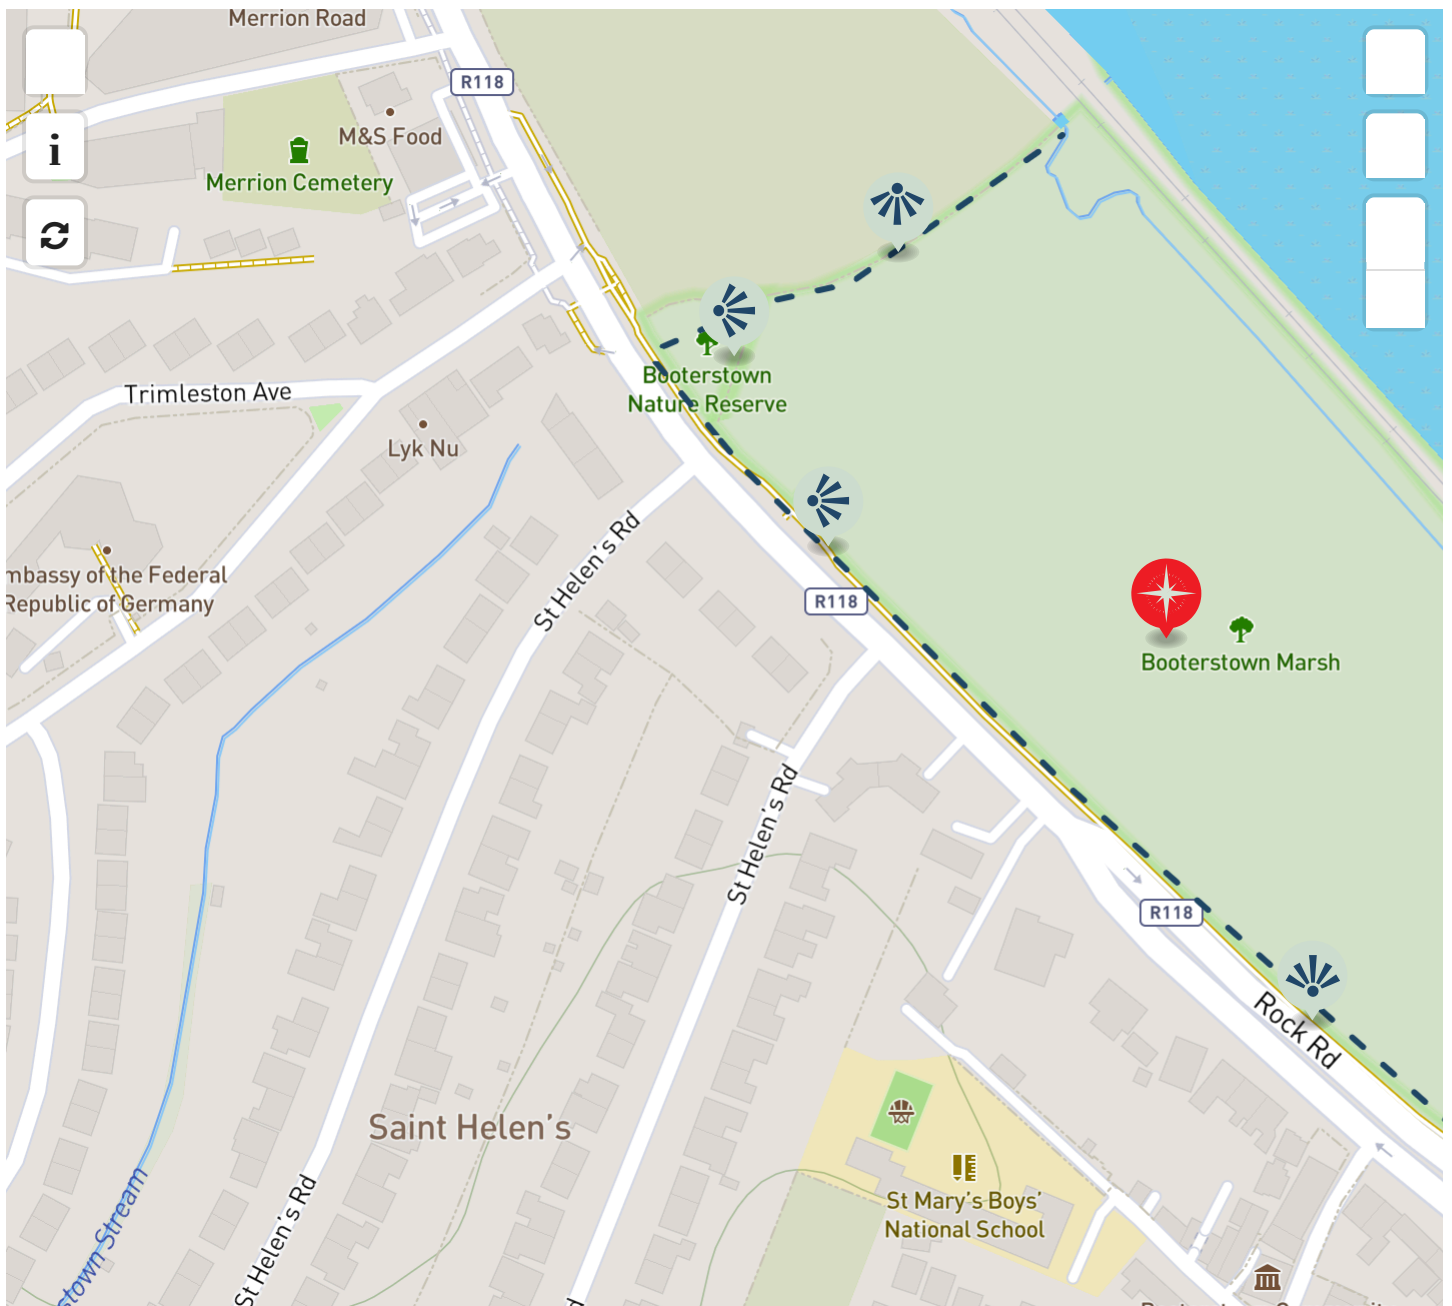 Merrion Road
R118
M&S Food
i
Merrion Cemetery
Trimleston Ave
Booterstown
Nature Reserve
Lyk Nu
St Helen's Rd
mbassy of the Federal
Republic of Germany
R118
Booterstown Marsh
St Helen's Rd
R118
Rock Rd
Saint Helen's
St Mary's Boys'
National School
St Helen's Rd
stown Stream